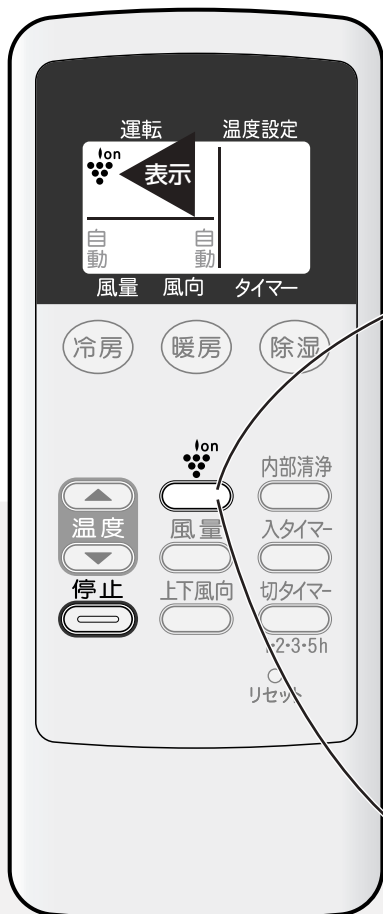 運転 温度設定
ion
表示
自動 自動
風量 風向 タイマー
冷房 暖房 除湿
ion
内部清浄
温度 風量 入タイマー
停止 上下風向 切タイマー
1・2・3・5h
リセット